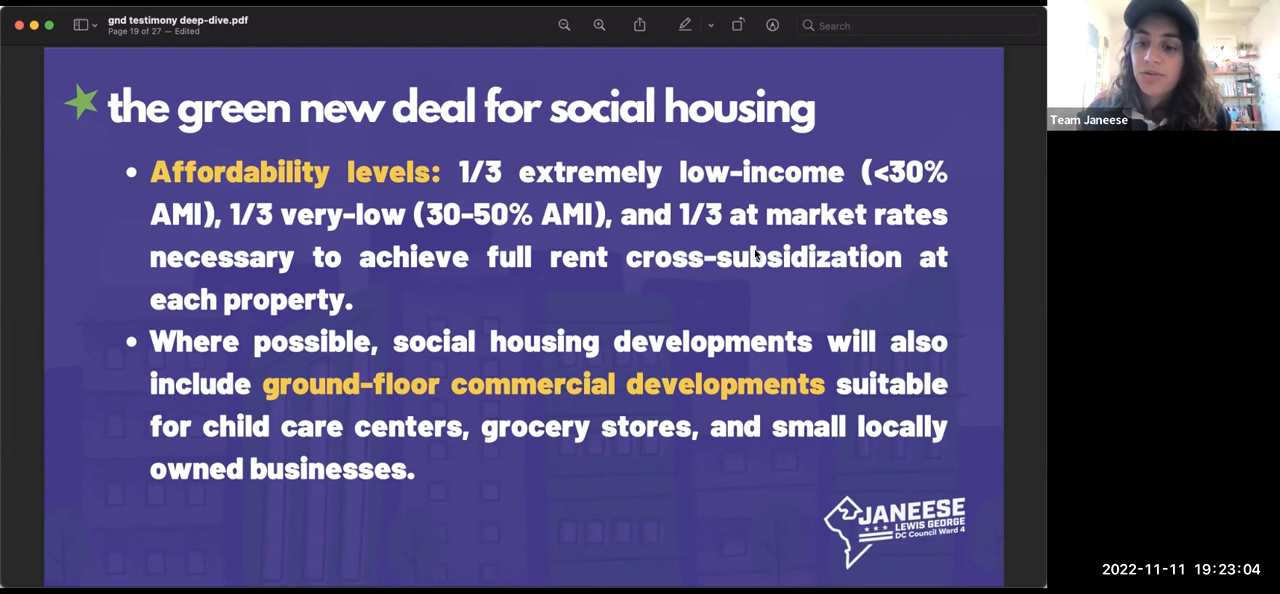 gnd testimony deep-dive.pdf
Page 19 of 27 — Edited
Search
the green new deal for social housing
• Affordability levels: 1/3 extremely low-income (<30%
AMI), 1/3 very-low (30-50% AMI), and 1/3 at market rates
necessary to achieve full rent cross-subsidization at
each property.
• Where possible, social housing developments will also
include ground-floor commercial developments suitable
for child care centers, grocery stores, and small locally
owned businesses.
JANEESE
LEWIS GEORGE
DC Council Ward 4
Team Janeese
2022-11-11 19:23:04